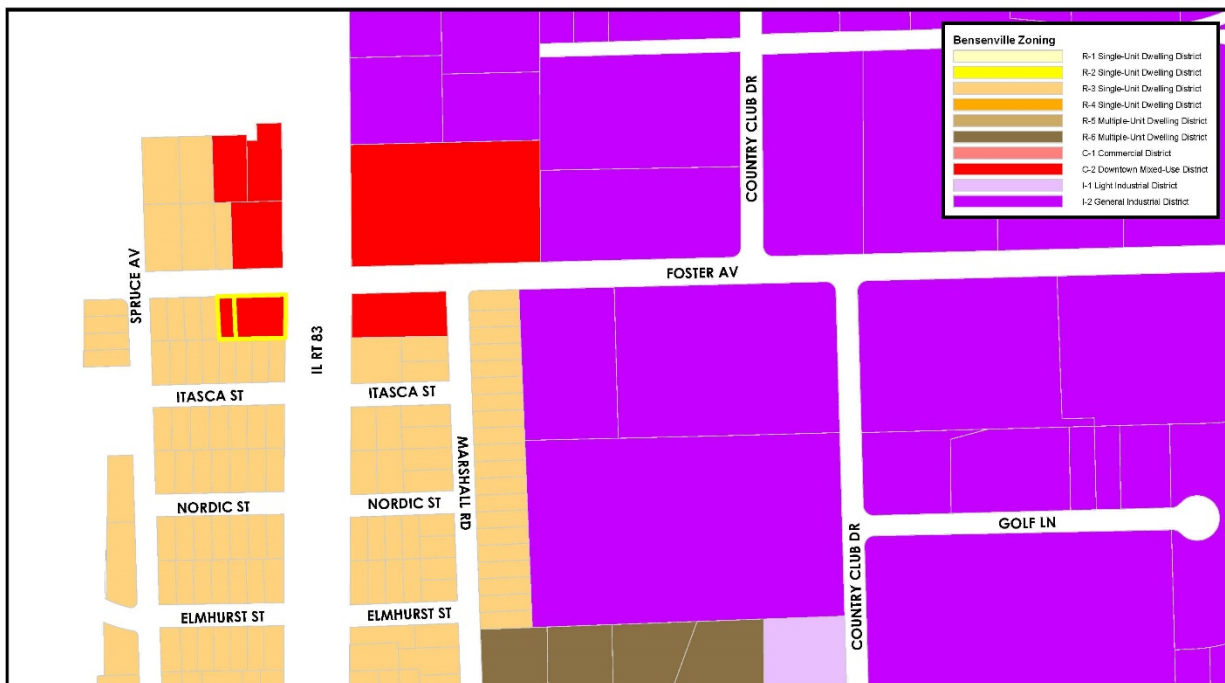 Bensenville Zoning
R-1 Single-Unit Dwelling District
R-2 Single-Unit Dwelling District
R-3 Single-Unit Dwelling District
R-4 Single-Unit Dwelling District
R-5 Multiple-Unit Dwelling District
R-6 Multiple-Unit Dwelling District
C-1 Commercial District
C-2 Downtown Mixed-Use District
I-1 Light Industrial District
I-2 General Industrial District
COUNTRY CLUB DR
SPRUCE AV
FOSTER AV
IL RT 83
ITASCA ST
ITASCA ST
MARSHALL RD
NORDIC ST
NORDIC ST
GOLF LN
COUNTRY CLUB DR
ELMHURST ST
ELMHURST ST